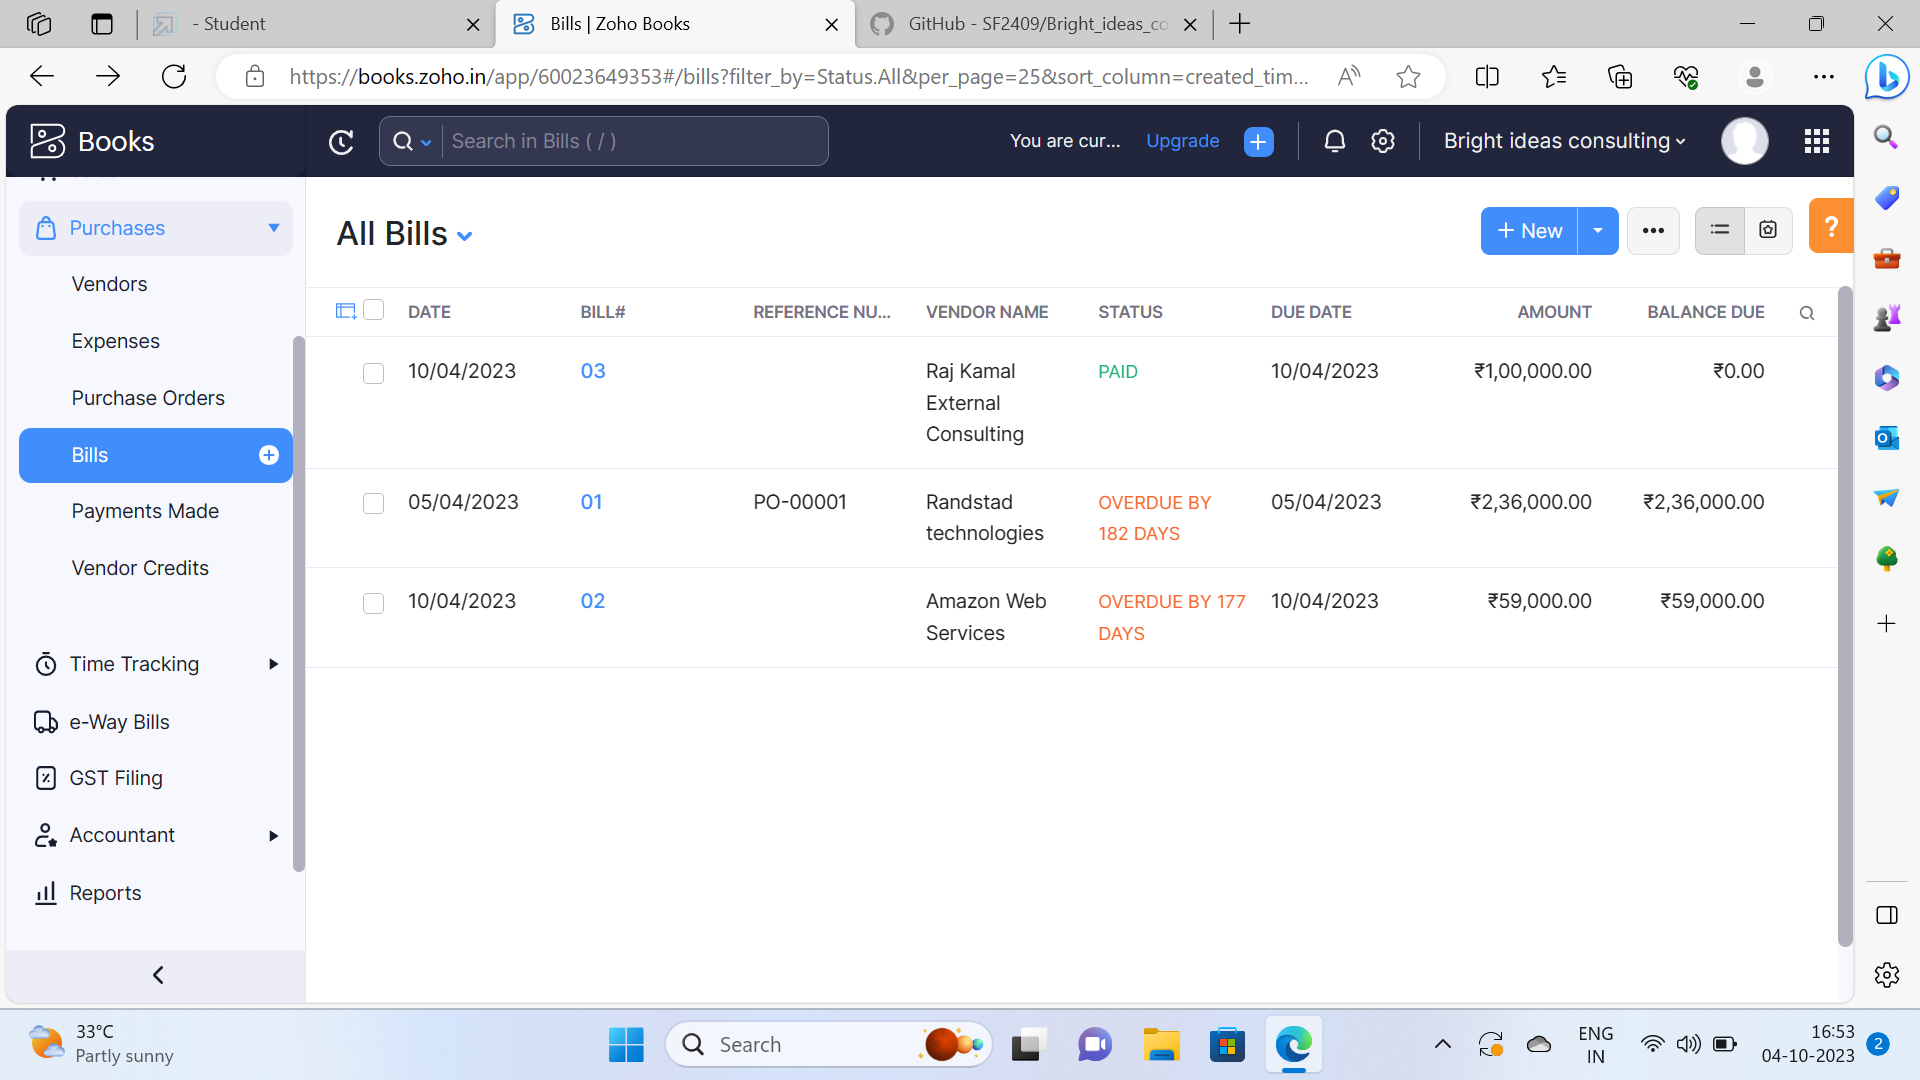 - Student
Bills | Zoho Books
GitHub - SF2409/Bright_ideas_co
https://books.zoho.in/app/60023649353#/bills?filter_by=Status.All&per_page=25&sort_column=created_tim...
Books
Search in Bills ( / )
You are cur...
Upgrade
Bright ideas consulting
Purchases
Vendors
Expenses
Purchase Orders
Bills
Payments Made
Vendor Credits
Time Tracking
e-Way Bills
GST Filing
Accountant
Reports
All Bills
+ New
?
DATE BILL# REFERENCE NU... VENDOR NAME STATUS DUE DATE AMOUNT BALANCE DUE
10/04/2023 03 Raj Kamal PAID 10/04/2023 ₹1,00,000.00 ₹0.00
External
Consulting
05/04/2023 01 PO-00001 Randstad OVERDUE BY 05/04/2023 ₹2,36,000.00 ₹2,36,000.00
technologies 182 DAYS
10/04/2023 02 Amazon Web OVERDUE BY 177 10/04/2023 ₹59,000.00 ₹59,000.00
Services DAYS
33°C
Partly sunny
Search
ENG
IN
16:53
04-10-2023
2